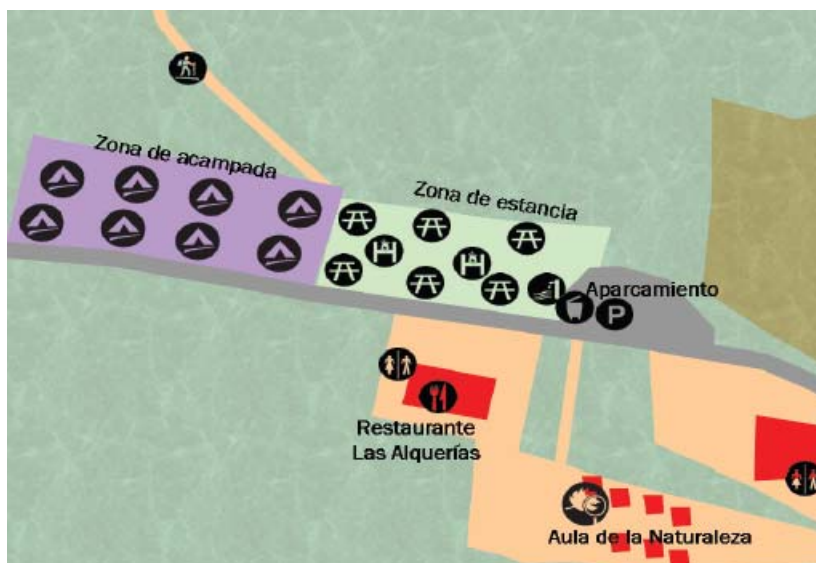 Zona de acampada
Zona de estancia
Aparcamiento
P
Restaurante
Las Alquerías
Aula de la Naturaleza